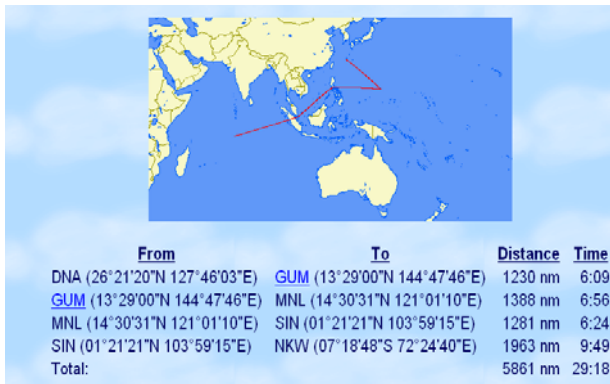 From To Distance Time
DNA (26°21'20"N 127°46'03"E) GUM (13°29'00"N 144°47'46"E) 1230 nm 6:09
GUM (13°29'00"N 144°47'46"E) MNL (14°30'31"N 121°01'10"E) 1388 nm 6:56
MNL (14°30'31"N 121°01'10"E) SIN (01°21'21"N 103°59'15"E) 1281 nm 6:24
SIN (01°21'21"N 103°59'15"E) NKW (07°18'48"S 72°24'40"E) 1963 nm 9:49
Total: 5861 nm 29:18